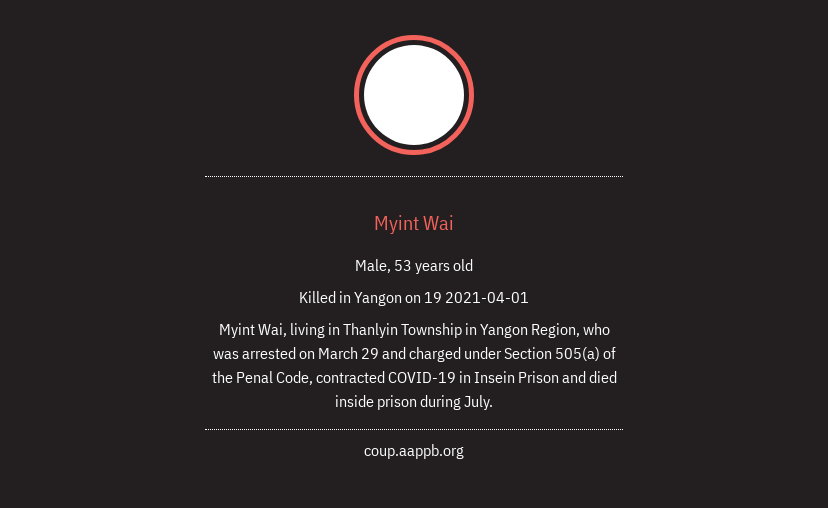 Myint Wai
Male, 53 years old
Killed in Yangon on 19 2021-04-01
Myint Wai, living in Thanlyin Township in Yangon Region, who
was arrested on March 29 and charged under Section 505(a) of
the Penal Code, contracted COVID-19 in Insein Prison and died
inside prison during July.
coup.aappb.org